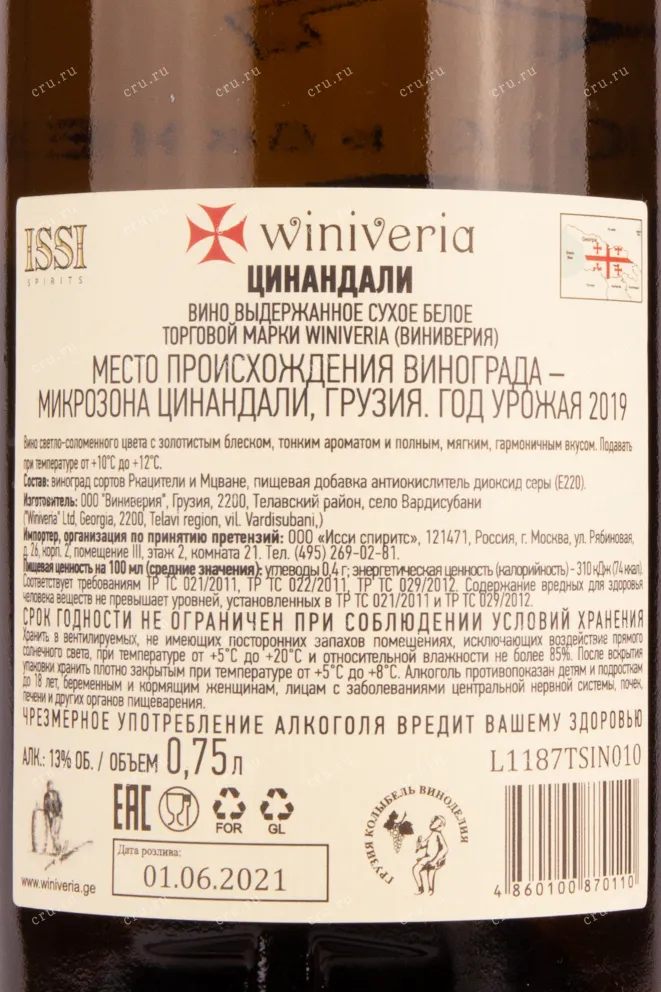 ISSI
SPIRITS
winiveria
ЦИНАНДАЛИ
ВИНО ВЫДЕРЖАННОЕ СУХОЕ БЕЛОЕ
ТОРГОВОЙ МАРКИ WINIVERIA (ВИНИВЕРИЯ)
МЕСТО ПРОИСХОЖДЕНИЯ ВИНОГРАДА –
МИКРОЗОНА ЦИНАНДАЛИ, ГРУЗИЯ. ГОД УРОЖАЯ 2019
Вино светло-соломенного цвета с золотистым блеском, тонким ароматом и полным, мягким, гармоничным вкусом. Подавать
при температуре от +10°С до +12°С.
Состав: виноград сортов Ркацители и Мцване, пищевая добавка антиокислитель диоксид серы (Е220).
Изготовитель: ООО "Виниверия", Грузия, 2200, Телавский район, село Вардисубани
("Winiveria" Ltd, Georgia, 2200, Telavi region, vil. Vardisubani,)
Импортер, организация по принятию претензий: ООО «Исси спиритс», 121471, Россия, г. Москва, ул. Рябиновая,
д. 26, корп. 2, помещение III, этаж 2, комната 21. Тел. (495) 269-02-81.
Пищевая ценность на 100 мл (средние значения): углеводы 0,4 г; энергетическая ценность (калорийность) - 310 кДж (74 ккал).
Соответствует требованиям ТР ТС 021/2011, ТР ТС 022/2011, ТР ТС 029/2012. Содержание вредных для здоровья
человека веществ не превышает уровней, установленных в ТР ТС 021/2011 и ТР ТС 029/2012.
СРОК ГОДНОСТИ НЕ ОГРАНИЧЕН ПРИ СОБЛЮДЕНИИ УСЛОВИЙ ХРАНЕНИЯ
Хранить в вентилируемых, не имеющих посторонних запахов помещениях, исключающих воздействие прямого
солнечного света, при температуре от +5°С до +20°С и относительной влажности не более 85%. После вскрытия
упаковки хранить плотно закрытым при температуре от +5°С до +8°С. Алкоголь противопоказан детям и подросткам
до 18 лет, беременным и кормящим женщинам, лицам с заболеваниями центральной нервной системы, почек,
печени и других органов пищеварения.
ЧРЕЗМЕРНОЕ УПОТРЕБЛЕНИЕ АЛКОГОЛЯ ВРЕДИТ ВАШЕМУ ЗДОРОВЬЮ
АЛК.: 13% ОБ. / ОБЪЕМ 0,75л
L1187TSIN010
EAC
FOR
GL
ГРУЗИЯ КОЛЫБЕЛЬ ВИНОДЕЛИЯ
Дата розлива:
01.06.2021
www.winiveria.ge
4 860100 870110